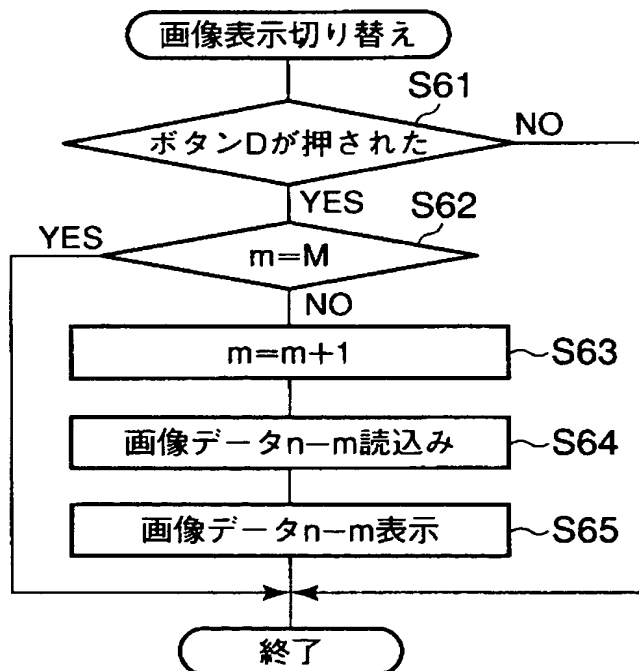 画像表示切り替え
S61
ボタンDが押された
NO
YES
S62
YES
m=M
NO
m=m+1
S63
画像データn−m読込み
S64
画像データn−m表示
S65
終了